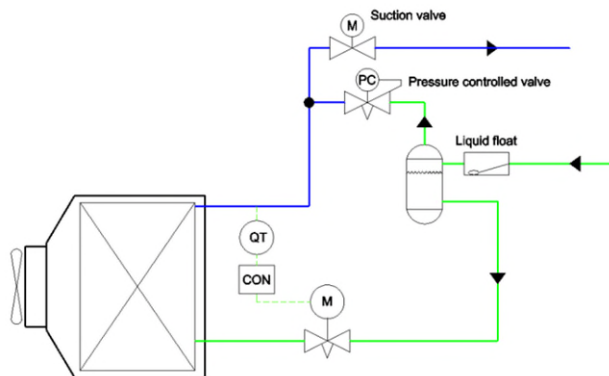 Suction valve
M
PC
Pressure controlled valve
Liquid float
QT
CON
M